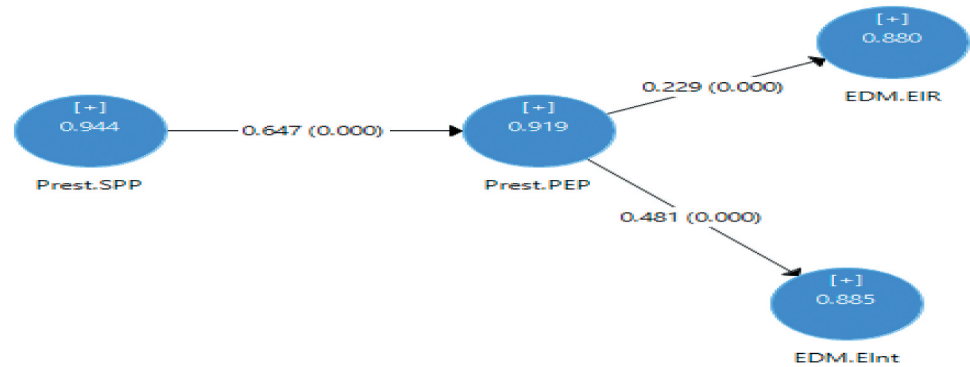 [+]
0.880
EDM.EIR
0.229 (0.000)
[+]
0.944
Prest.SPP
0.647 (0.000)
[+]
0.919
Prest.PEP
0.481 (0.000)
[+]
0.885
EDM.EInt